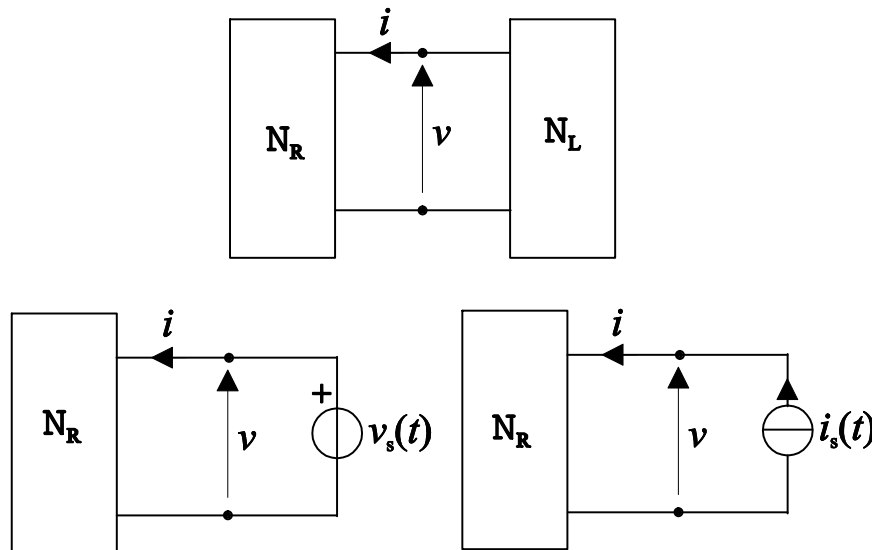 i
N_R v N_L
i i
+
N_R v v_s(t) N_R v i_s(t)